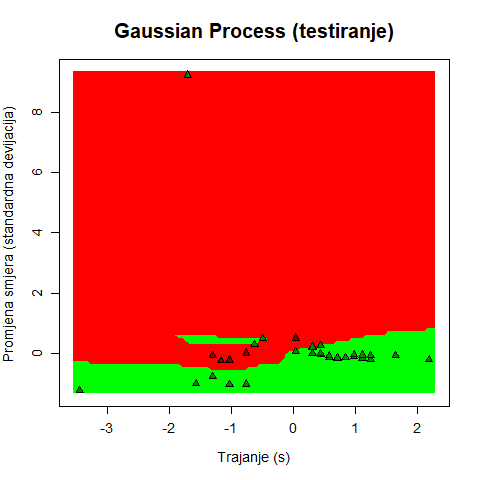 Gaussian Process (testiranje)
Promjena smjera (standardna devijacija)
8
6
4
2
0
-3 -2 -1 0 1 2
Trajanje (s)